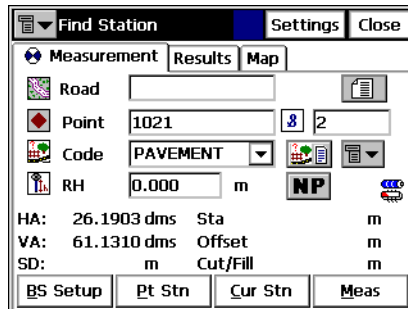 Find Station Settings Close
Measurement Results Map
Road
Point 1021 2
Code PAVEMENT
RH 0.000 m NP
HA: 26.1903 dms Sta m
VA: 61.1310 dms Offset m
SD: m Cut/Fill m
BS Setup Pt Stn Cur Stn Meas